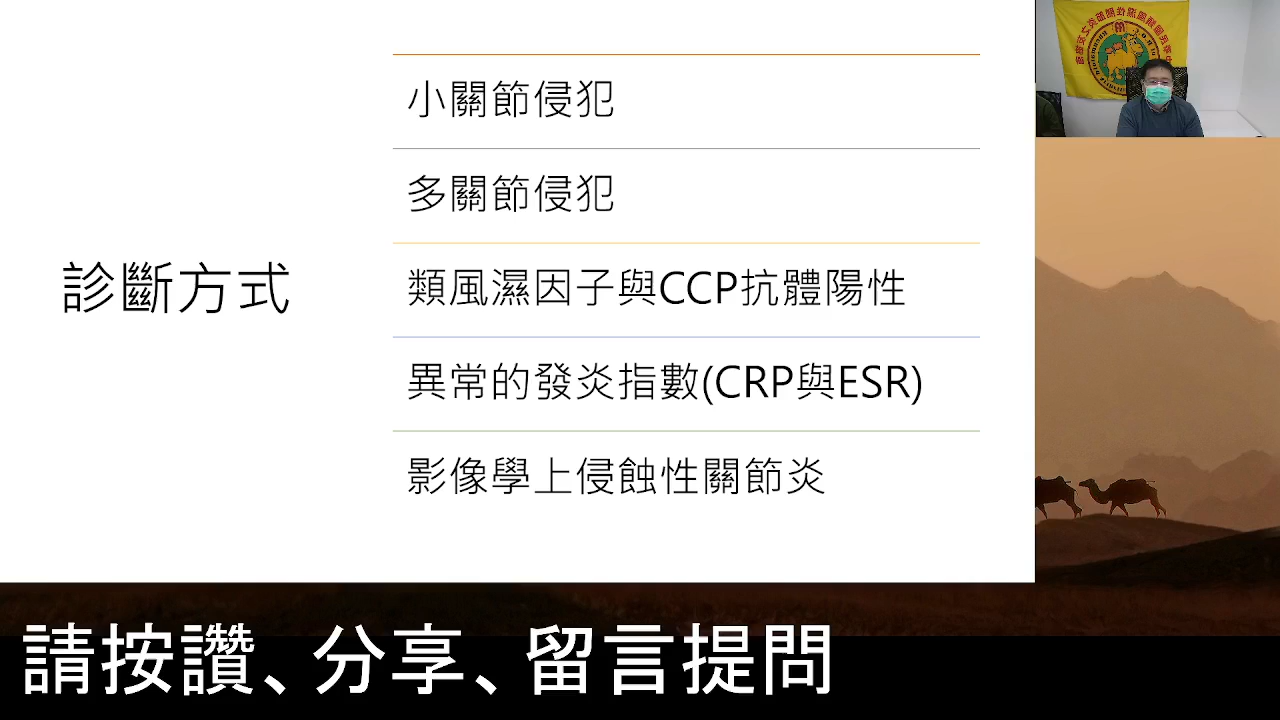 診斷方式
小關節侵犯
多關節侵犯
類風濕因子與CCP抗體陽性
異常的發炎指數(CRP與ESR)
影像學上侵蝕性關節炎
請按讚、分享、留言提問